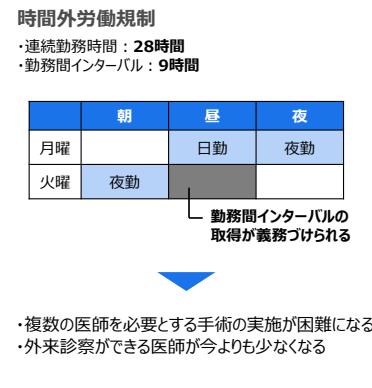 時間外労働規制
・連続勤務時間：28時間
・勤務間インターバル：9時間
朝 昼 夜
月曜 日勤 夜勤
火曜 夜勤
勤務間インターバルの
取得が義務づけられる
・複数の医師を必要とする手術の実施が困難になる
・外来診察ができる医師が今よりも少なくなる